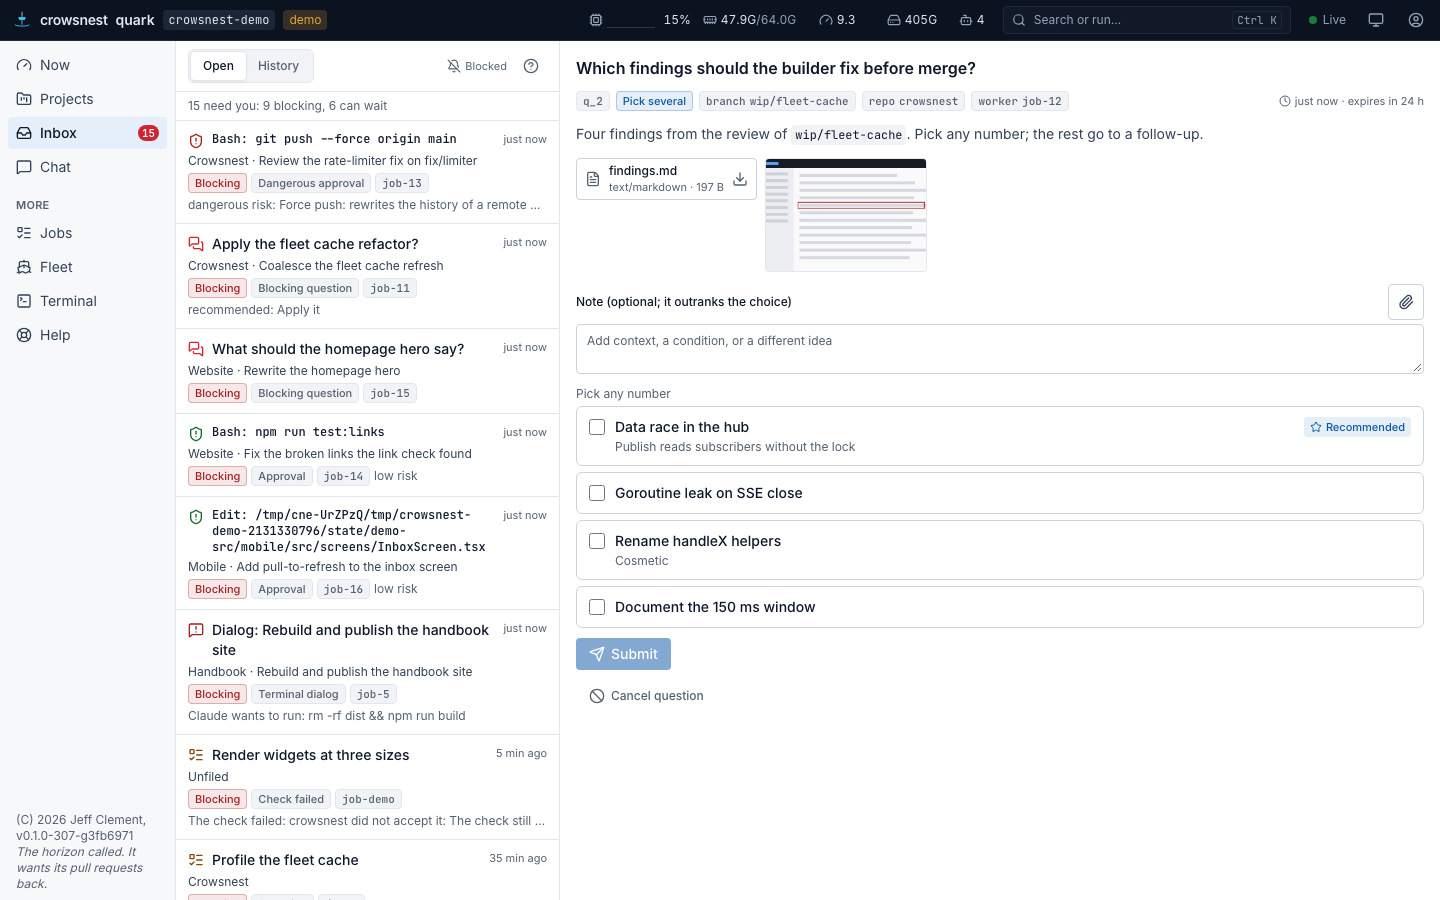 crowsnest quark crowsnest-demo demo 15% 47.9G/64.0G 9.3 405G 4 Search or run... Ctrl K Live
Now
Projects
Inbox 15
Chat
MORE
Jobs
Fleet
Terminal
Help
(C) 2026 Jeff Clement,
v0.1.0-307-g3fb6971
The horizon called. It
wants its pull requests
back.
Open History Blocked
15 need you: 9 blocking, 6 can wait
Bash: git push --force origin main just now
Crowsnest · Review the rate-limiter fix on fix/limiter
Blocking Dangerous approval job-13
dangerous risk: Force push: rewrites the history of a remote ...
Apply the fleet cache refactor? just now
Crowsnest · Coalesce the fleet cache refresh
Blocking Blocking question job-11
recommended: Apply it
What should the homepage hero say? just now
Website · Rewrite the homepage hero
Blocking Blocking question job-15
Bash: npm run test:links just now
Website · Fix the broken links the link check found
Blocking Approval job-14 low risk
Edit: /tmp/cne-UrZPzQ/tmp/crowsnest- just now
demo-2131330796/state/demo-
src/mobile/src/screens/InboxScreen.tsx
Mobile · Add pull-to-refresh to the inbox screen
Blocking Approval job-16 low risk
Dialog: Rebuild and publish the handbook just now
site
Handbook · Rebuild and publish the handbook site
Blocking Terminal dialog job-5
Claude wants to run: rm -rf dist && npm run build
Render widgets at three sizes 5 min ago
Unfiled
Blocking Check failed job-demo
The check failed: crowsnest did not accept it: The check still ...
Profile the fleet cache 35 min ago
Crowsnest
Which findings should the builder fix before merge?
q_2 Pick several branch wip/fleet-cache repo crowsnest worker job-12 just now · expires in 24 h
Four findings from the review of wip/fleet-cache. Pick any number; the rest go to a follow-up.
findings.md
text/markdown · 197 B
Note (optional; it outranks the choice)
Add context, a condition, or a different idea
Pick any number
Data race in the hub Recommended
Publish reads subscribers without the lock
Goroutine leak on SSE close
Rename handleX helpers
Cosmetic
Document the 150 ms window
Submit
Cancel question